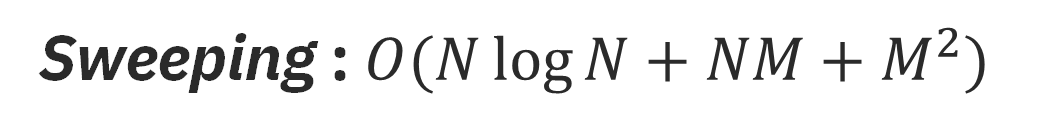 Sweeping : O(N log N + NM + M²)